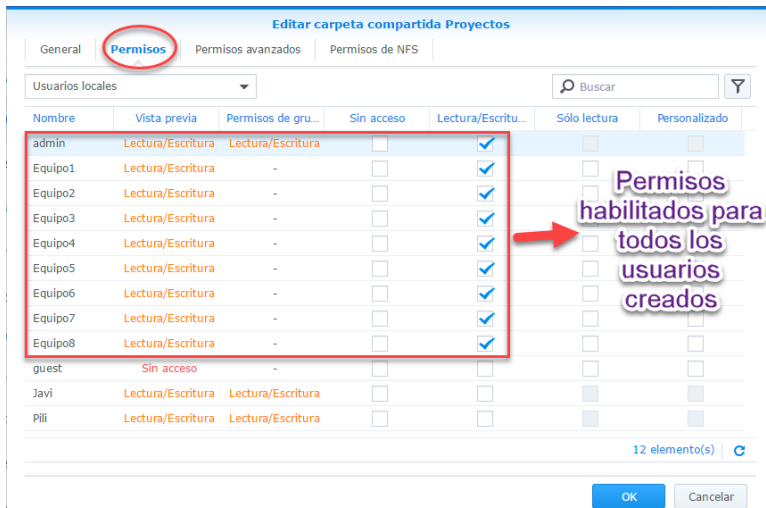 Editar carpeta compartida Proyectos
General Permisos Permisos avanzados Permisos de NFS
Usuarios locales Buscar
Nombre Vista previa Permisos de gru... Sin acceso Lectura/Escritu... Sólo lectura Personalizado
admin Lectura/Escritura Lectura/Escritura
Equipo1 Lectura/Escritura -
Equipo2 Lectura/Escritura -
Equipo3 Lectura/Escritura -
Equipo4 Lectura/Escritura -
Equipo5 Lectura/Escritura -
Equipo6 Lectura/Escritura -
Equipo7 Lectura/Escritura -
Equipo8 Lectura/Escritura -
Permisos
habilitados para
todos los
usuarios
creados
guest Sin acceso -
Javi Lectura/Escritura Lectura/Escritura
Pili Lectura/Escritura Lectura/Escritura
12 elemento(s)
OK Cancelar